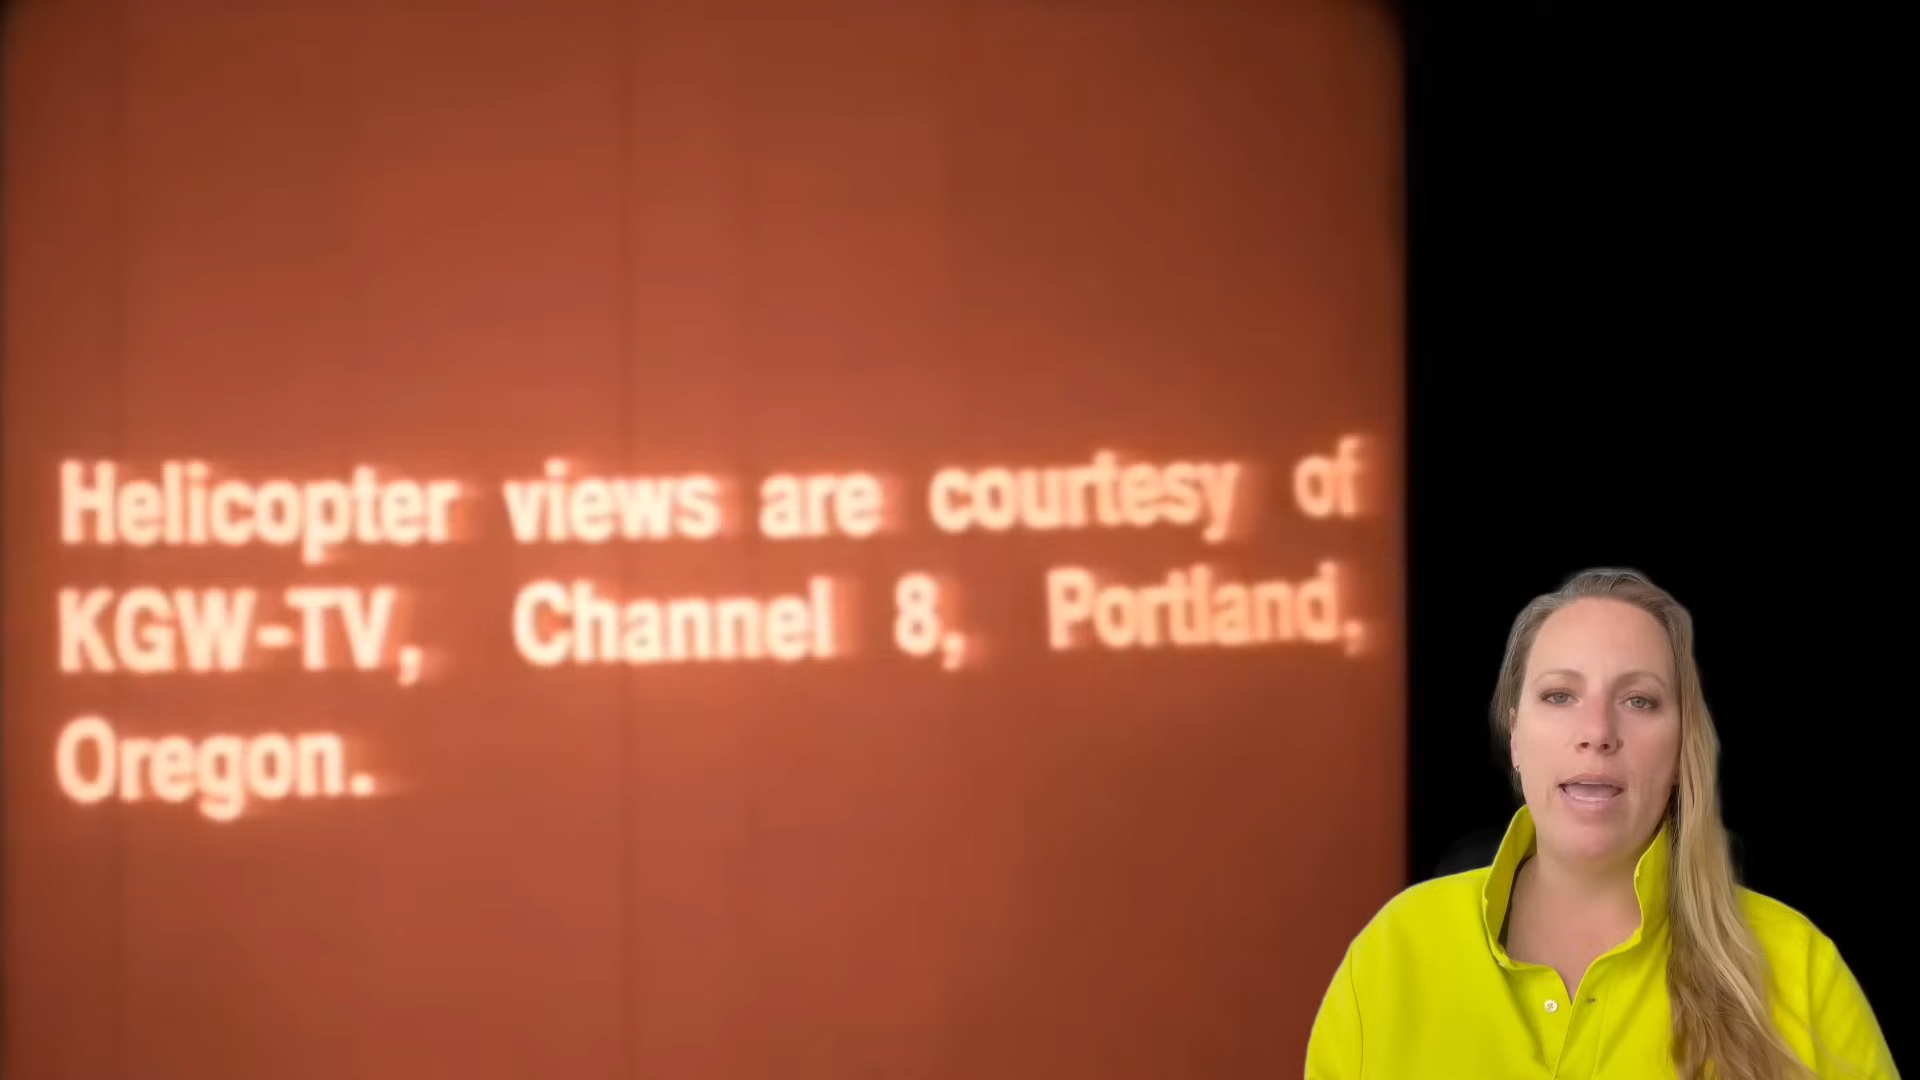 Helicopter views are courtesy of
KGW-TV, Channel 8, Portland,
Oregon.